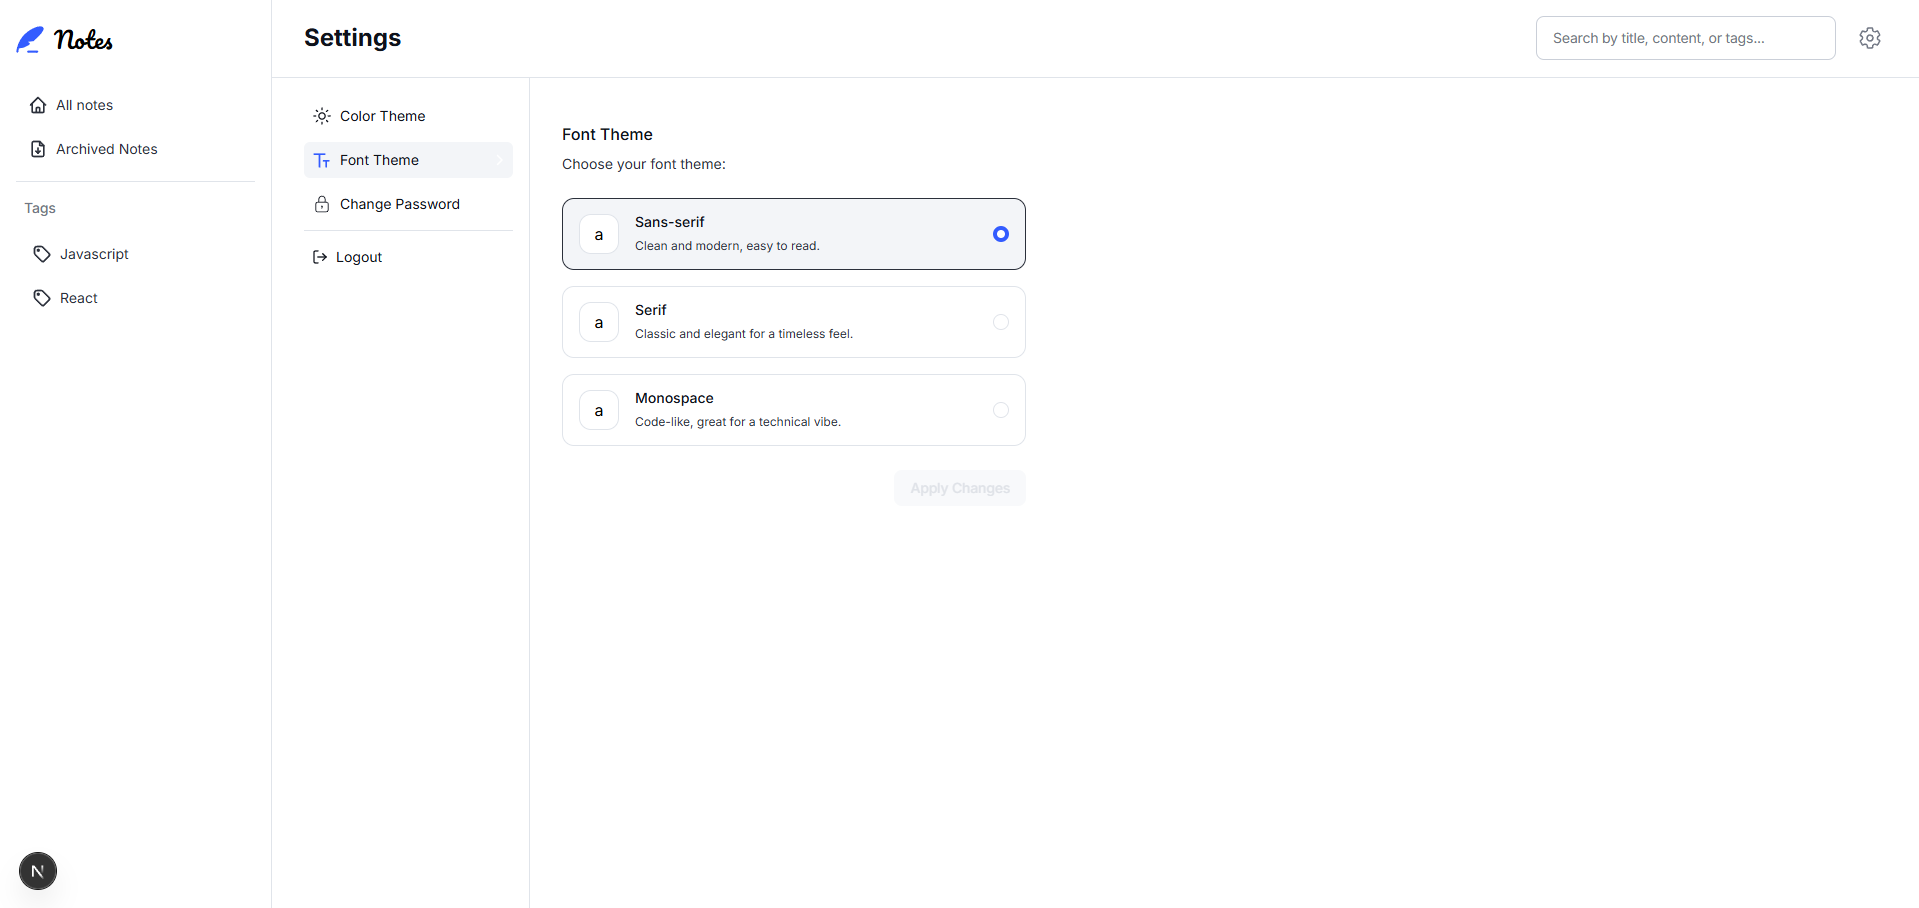 Notes
All notes
Archived Notes
Tags
Javascript
React
N
Settings
Search by title, content, or tags...
Color Theme
Font Theme
Change Password
Logout
Font Theme
Choose your font theme:
a
Sans-serif
Clean and modern, easy to read.
a
Serif
Classic and elegant for a timeless feel.
a
Monospace
Code-like, great for a technical vibe.
Apply Changes